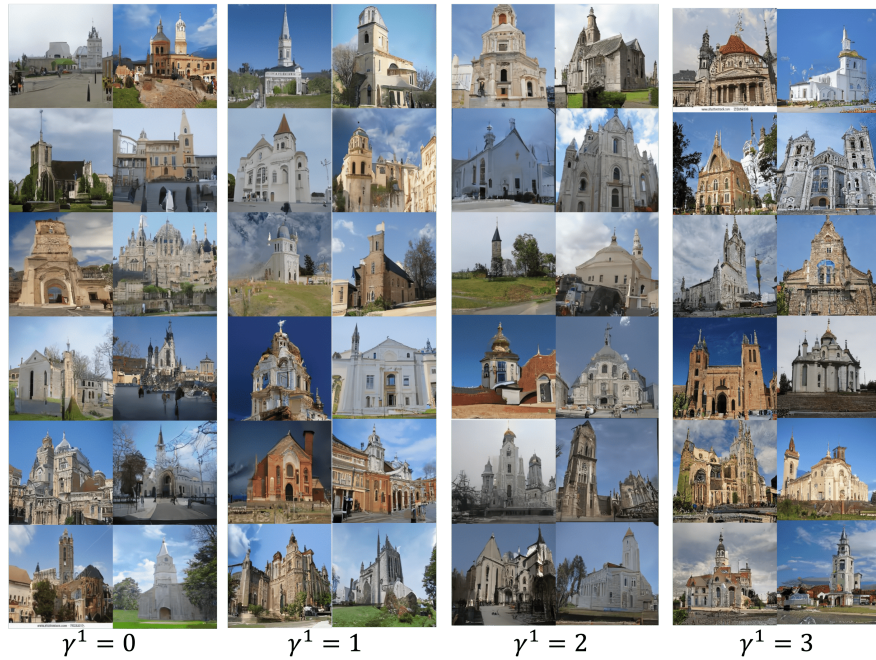 γ¹ = 0
γ¹ = 1
γ¹ = 2
γ¹ = 3